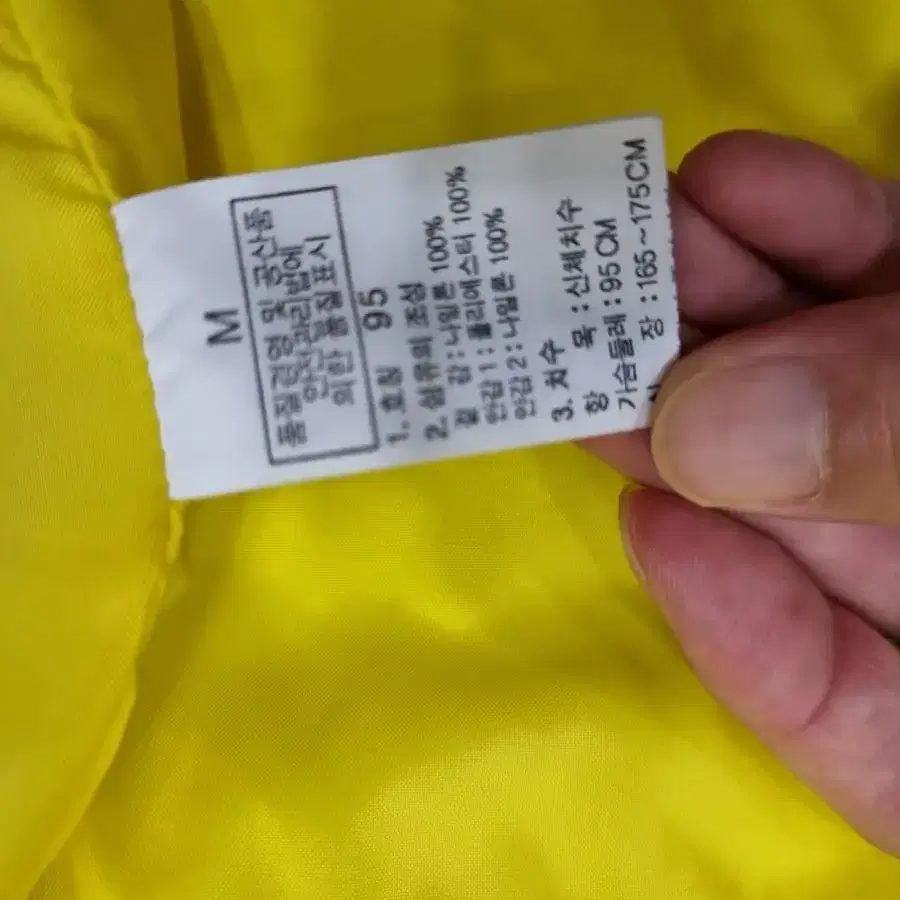 M
품질경영 및 공산품
안전관리법에
의한 품질표시
1. 호칭 95
2. 섬유의 조성
겉 감 : 나일론 100%
안감 1 : 폴리에스터 100%
안감 2 : 나일론 100%
3. 치수
항 목 : 신체치수
가슴둘레 : 95 CM
장 : 165~175CM